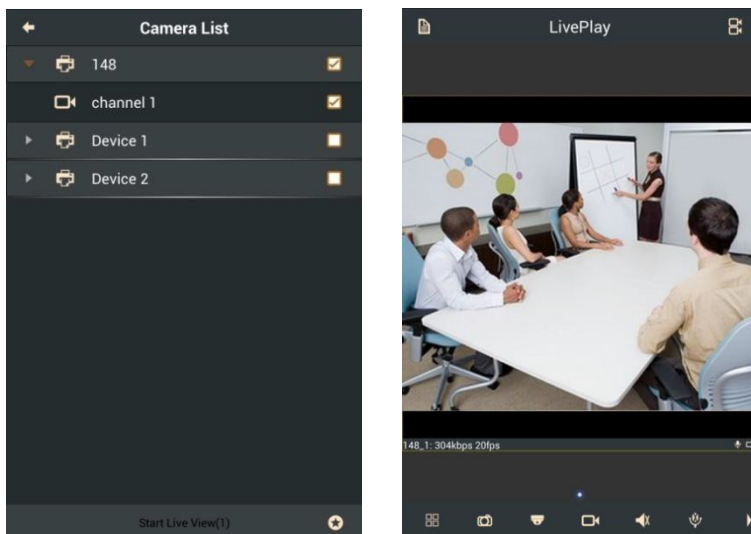 Camera List
148
channel 1
Device 1
Device 2
Start Live View(1)
LivePlay
148_1: 304kbps 20fps